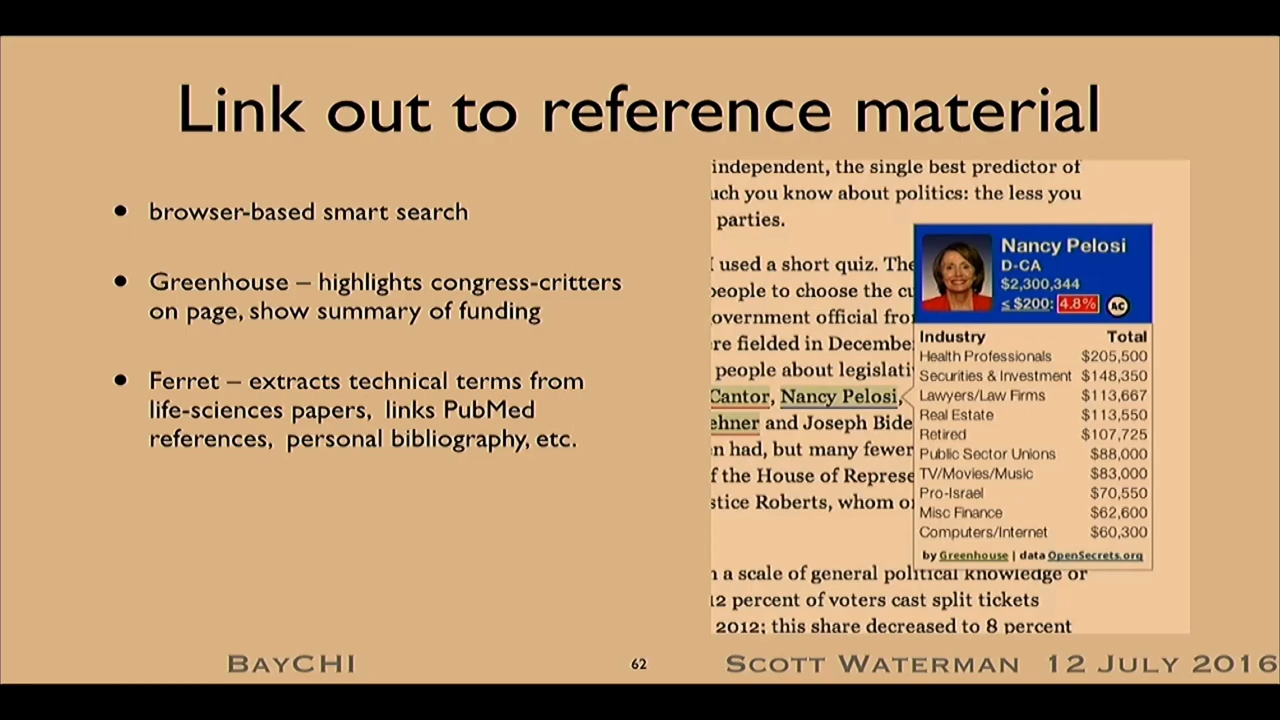 Link out to reference material
• browser-based smart search
• Greenhouse – highlights congress-critters
on page, show summary of funding
• Ferret – extracts technical terms from
life-sciences papers, links PubMed
references, personal bibliography, etc.
independent, the single best predictor of
uch you know about politics: the less you
parties.
I used a short quiz. The
people to choose the cu
overnment official fro
re fielded in December
people about legislati
Cantor, Nancy Pelosi,
ehner and Joseph Bide
n had, but many fewer
f the House of Represe
stice Roberts, whom o
n a scale of general political knowledge or
12 percent of voters cast split tickets
2012; this share decreased to 8 percent
Nancy Pelosi
D-CA
$2,300,344
≤ $200: 4.8% AC
Industry Total
Health Professionals $205,500
Securities & Investment $148,350
Lawyers/Law Firms $113,667
Real Estate $113,550
Retired $107,725
Public Sector Unions $88,000
TV/Movies/Music $83,000
Pro-Israel $70,550
Misc Finance $62,600
Computers/Internet $60,300
by Greenhouse | data OpenSecrets.org
BAYCHI 62 SCOTT WATERMAN 12 JULY 2016